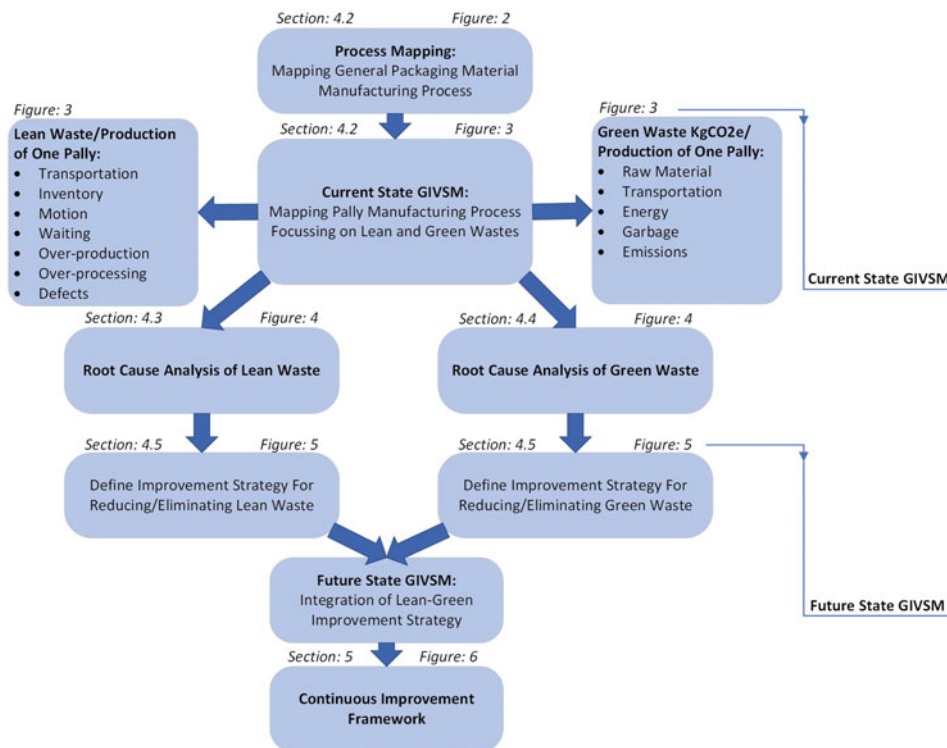 Section: 4.2
Figure: 2
Process Mapping:
Mapping General Packaging Material
Manufacturing Process
Figure: 3
Lean Waste/Production
of One Pally:
• Transportation
• Inventory
• Motion
• Waiting
• Over-production
• Over-processing
• Defects
Section: 4.2
Figure: 3
Current State GIVSM:
Mapping Pally Manufacturing Process
Focussing on Lean and Green Wastes
Figure: 3
Green Waste KgCO2e/
Production of One Pally:
• Raw Material
• Transportation
• Energy
• Garbage
• Emissions
Current State GIVSM
Section: 4.3
Figure: 4
Root Cause Analysis of Lean Waste
Section: 4.4
Figure: 4
Root Cause Analysis of Green Waste
Section: 4.5
Figure: 5
Define Improvement Strategy For
Reducing/Eliminating Lean Waste
Section: 4.5
Figure: 5
Define Improvement Strategy For
Reducing/Eliminating Green Waste
Future State GIVSM:
Integration of Lean-Green
Improvement Strategy
Future State GIVSM
Section: 5
Figure: 6
Continuous Improvement
Framework